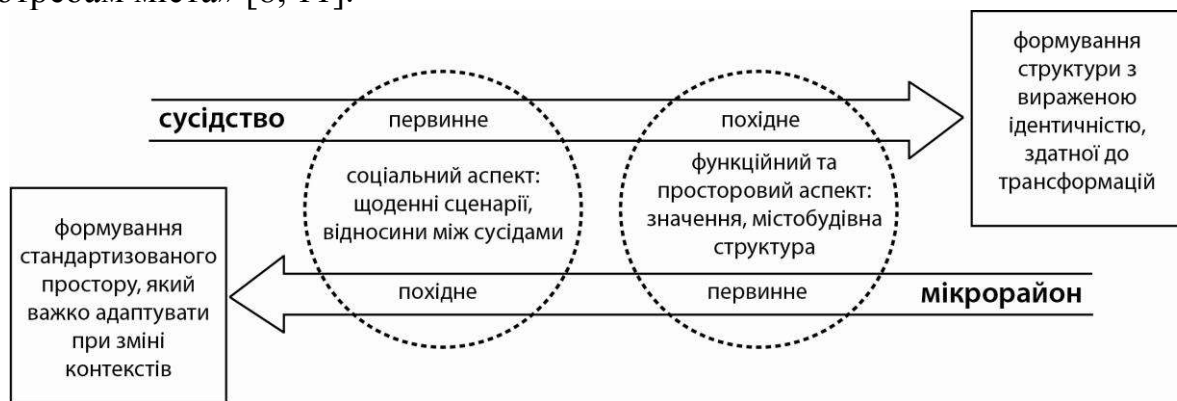 потребам міста» [8, 11].
формування
структури з
вираженою
ідентичністю,
здатної до
трансформацій
сусідство
первинне
похідне
соціальний аспект:
щоденні сценарії,
відносини між сусідами
функційний та
просторовий аспект:
значення, містобудівна
структура
формування
стандартизованого
простору, який
важко адаптувати
при зміні
контекстів
похідне
первинне
мікрорайон